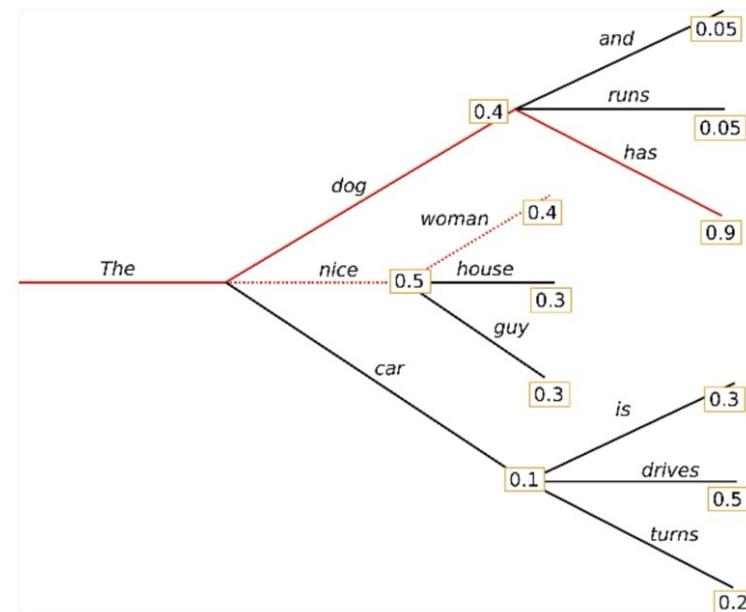 and
0.05
runs
0.4
0.05
has
dog
0.9
woman
0.4
The
nice
0.5
house
0.3
guy
car
0.3
is
0.3
0.1
drives
0.5
turns
0.2